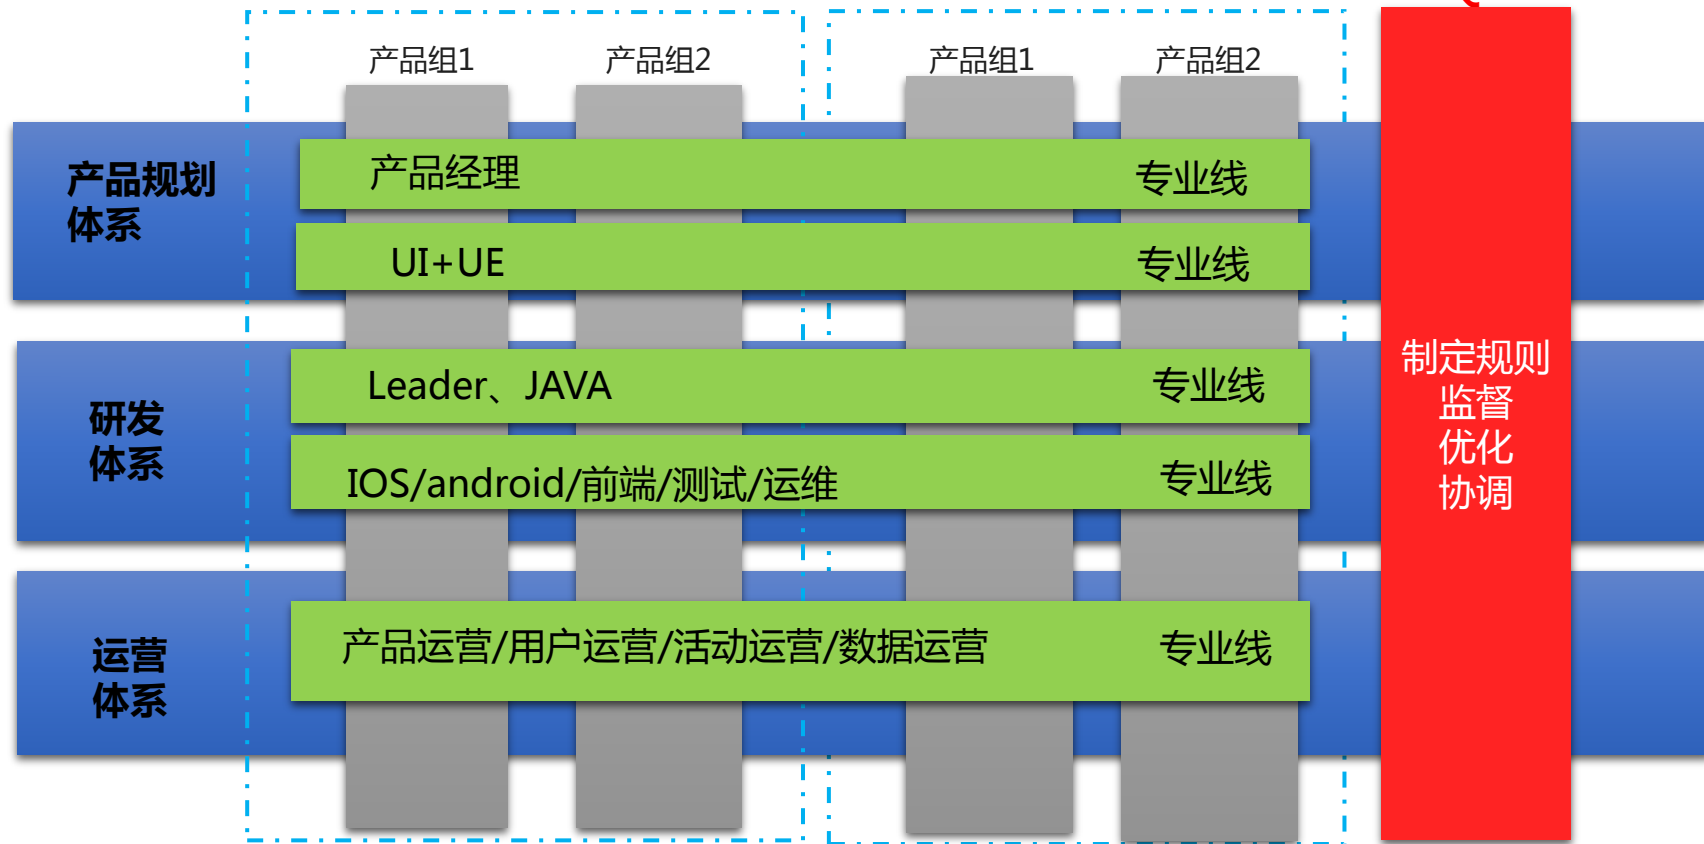 产品组1
产品组2
产品组1
产品组2
产品规划
体系
产品经理
专业线
UI+UE
专业线
研发
体系
Leader、JAVA
专业线
IOS/android/前端/测试/运维
专业线
运营
体系
产品运营/用户运营/活动运营/数据运营
专业线
制定规则
监督
优化
协调